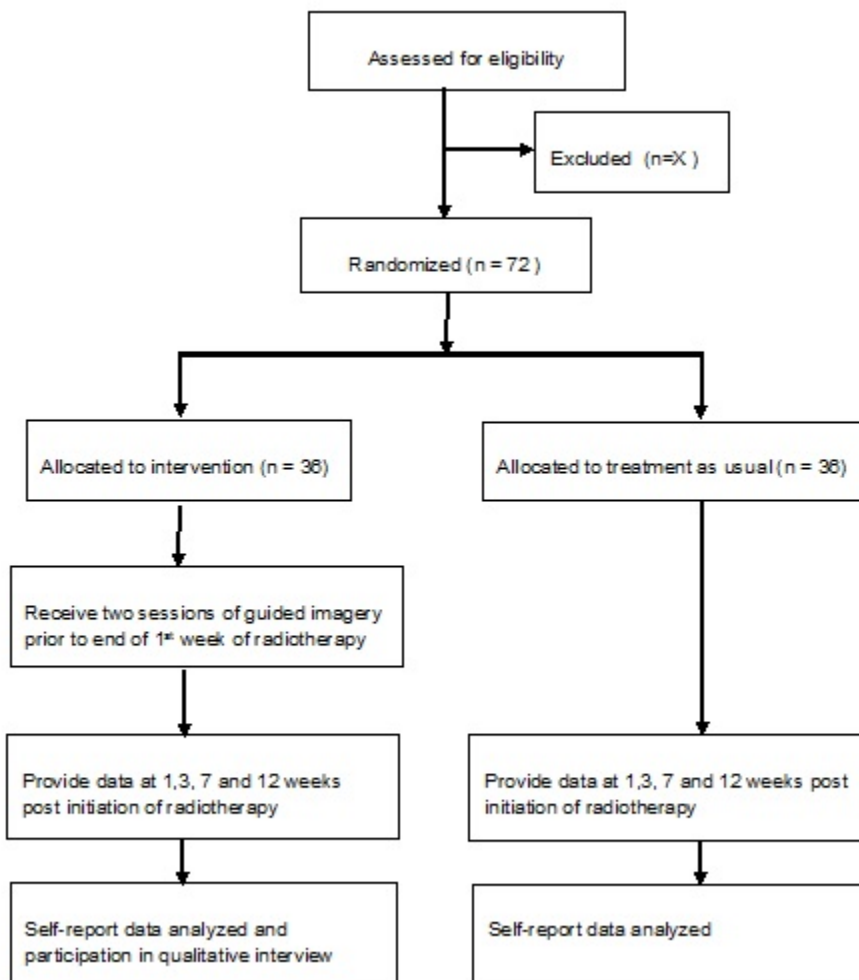 Assessed for eligibility
Excluded (n=X )
Randomized ( n = 72 )
Allocated to intervention (n = 36)
Allocated to treatment as usual (n = 36)
Receive two sessions of guided imagery
prior to end of 1st week of radiotherapy
Provide data at 1,3, 7 and 12 weeks
post initiation of radiotherapy
Provide data at 1,3, 7 and 12 weeks post
initiation of radiotherapy
Self-report data analyzed and
participation in qualitative interview
Self-report data analyzed